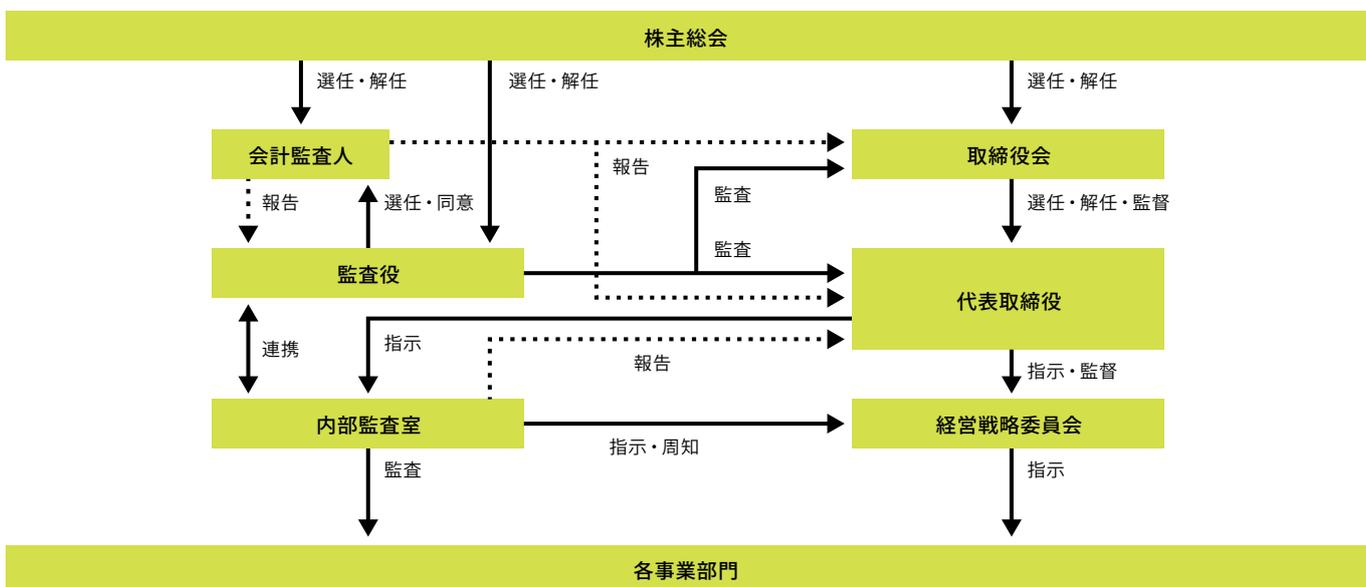 株主総会
選任・解任
選任・解任
選任・解任
会計監査人
取締役会
報告
監査
報告
選任・同意
選任・解任・監督
監査
監査役
代表取締役
連携
指示
報告
指示・監督
内部監査室
経営戦略委員会
指示・周知
監査
指示
各事業部門